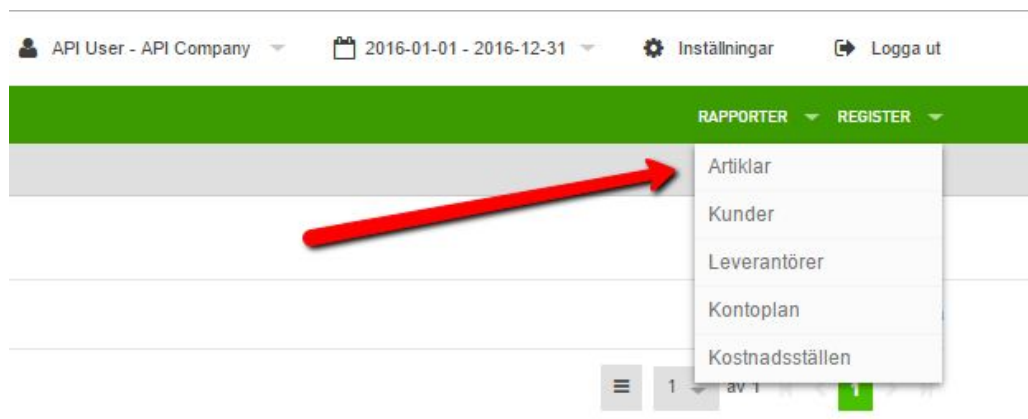 API User - API Company 2016-01-01 - 2016-12-31 Inställningar Logga ut
RAPPORTER REGISTER
Artiklar
Kunder
Leverantörer
Kontoplan
Kostnadsställen
1 av 1 1